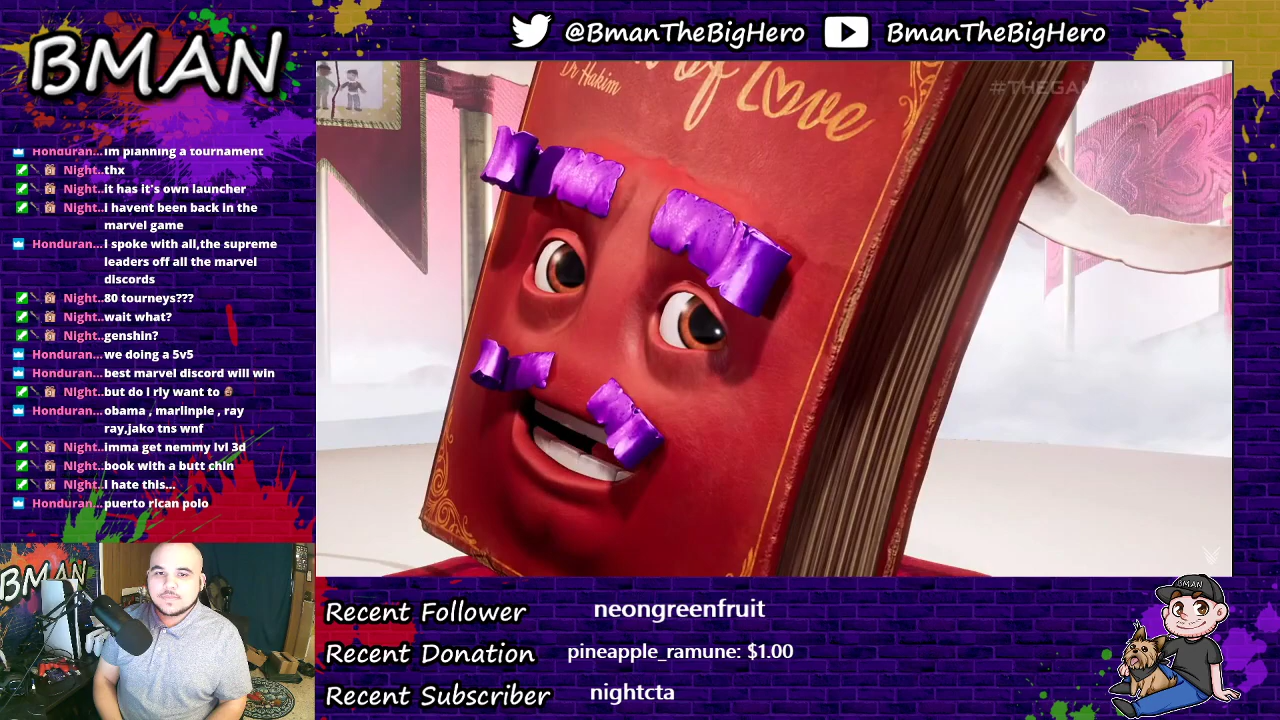 BMAN
@BmanTheBigHero
BmanTheBigHero
of Love
Dr Hakim
Honduran... im planning a tournament
Night.. thx
Night.. it has it's own launcher
Night.. i havent been back in the
marvel game
Honduran... i spoke with all,the supreme
leaders off all the marvel
discords
Night.. 80 tourneys???
Night.. wait what?
Night.. genshin?
Honduran... we doing a 5v5
Honduran... best marvel discord will win
Night.. but do I rly want to
Honduran... obama , marlinpie , ray
ray,jako tns wnf
Night.. imma get nemmy lvl 3d
Night.. book with a butt chin
Night.. I hate this...
Honduran... puerto rican polo
BMAN
BMAN
Recent Follower neongreenfruit
Recent Donation pineapple_ramune: $1.00
Recent Subscriber nightcta